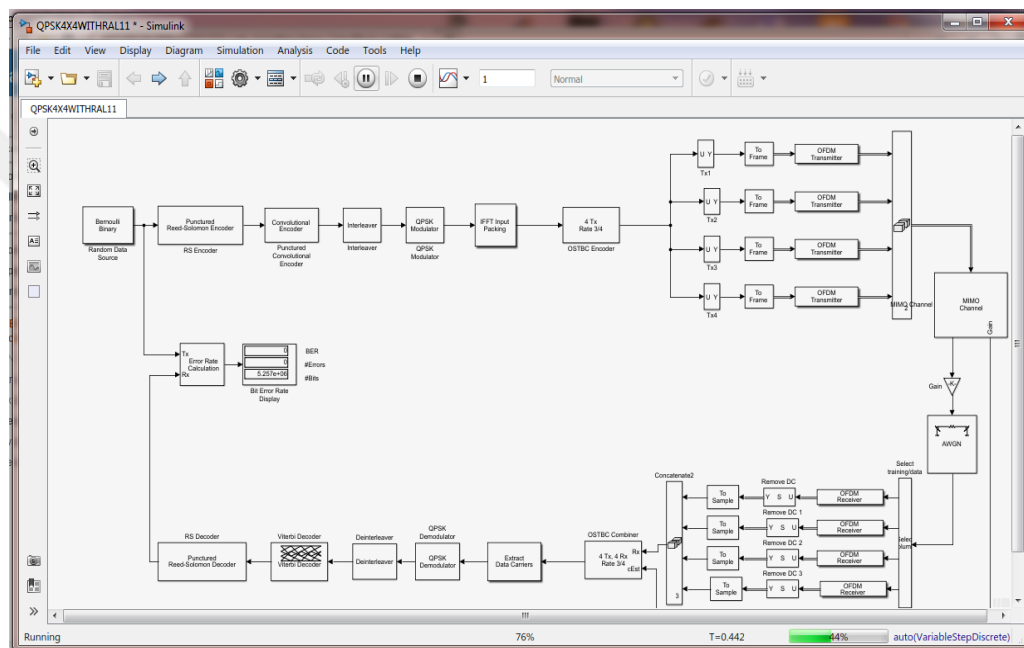 QPSK4X4WITHRAL11 * - Simulink
File Edit View Display Diagram Simulation Analysis Code Tools Help
1
Normal
QPSK4X4WITHRAL11
Bernoulli
Binary
Random Data
Source
Punctured
Reed-Solomon Encoder
RS Encoder
Convolutional
Encoder
Punctured
Convolutional
Encoder
Interleaver
Interleaver
QPSK
Modulator
QPSK
Modulator
IFFT Input
Packing
4 Tx
Rate 3/4
OSTBC Encoder
U Y
Tx1
To
Frame
OFDM
Transmitter
U Y
Tx2
To
Frame
OFDM
Transmitter
U Y
Tx3
To
Frame
OFDM
Transmitter
U Y
Tx4
To
Frame
OFDM
Transmitter
MIMO Channel
2
MIMO
Channel
Gain
Tx
Rx
Error Rate
Calculation
0
0
5.257e+06
BER
#Errors
#Bits
Bit Error Rate
Display
Gain
-K-
AWGN
Select
training/data
Concatenate2
3
Remove DC
To
Sample
Y S U
OFDM
Receiver
Remove DC 1
To
Sample
Y S U
OFDM
Receiver
Remove DC 2
To
Sample
Y S U
OFDM
Receiver
Remove DC 3
To
Sample
Y S U
OFDM
Receiver
OSTBC Combiner
4 Tx, 4 Rx
Rate 3/4
Rx
cEst
Extract
Data Carriers
QPSK
Demodulator
QPSK
Demodulator
Deinterleaver
Deinterleaver
Viterbi Decoder
Viterbi Decoder
RS Decoder
Punctured
Reed-Solomon Decoder
Running
76%
T=0.442
44%
auto(VariableStepDiscrete)